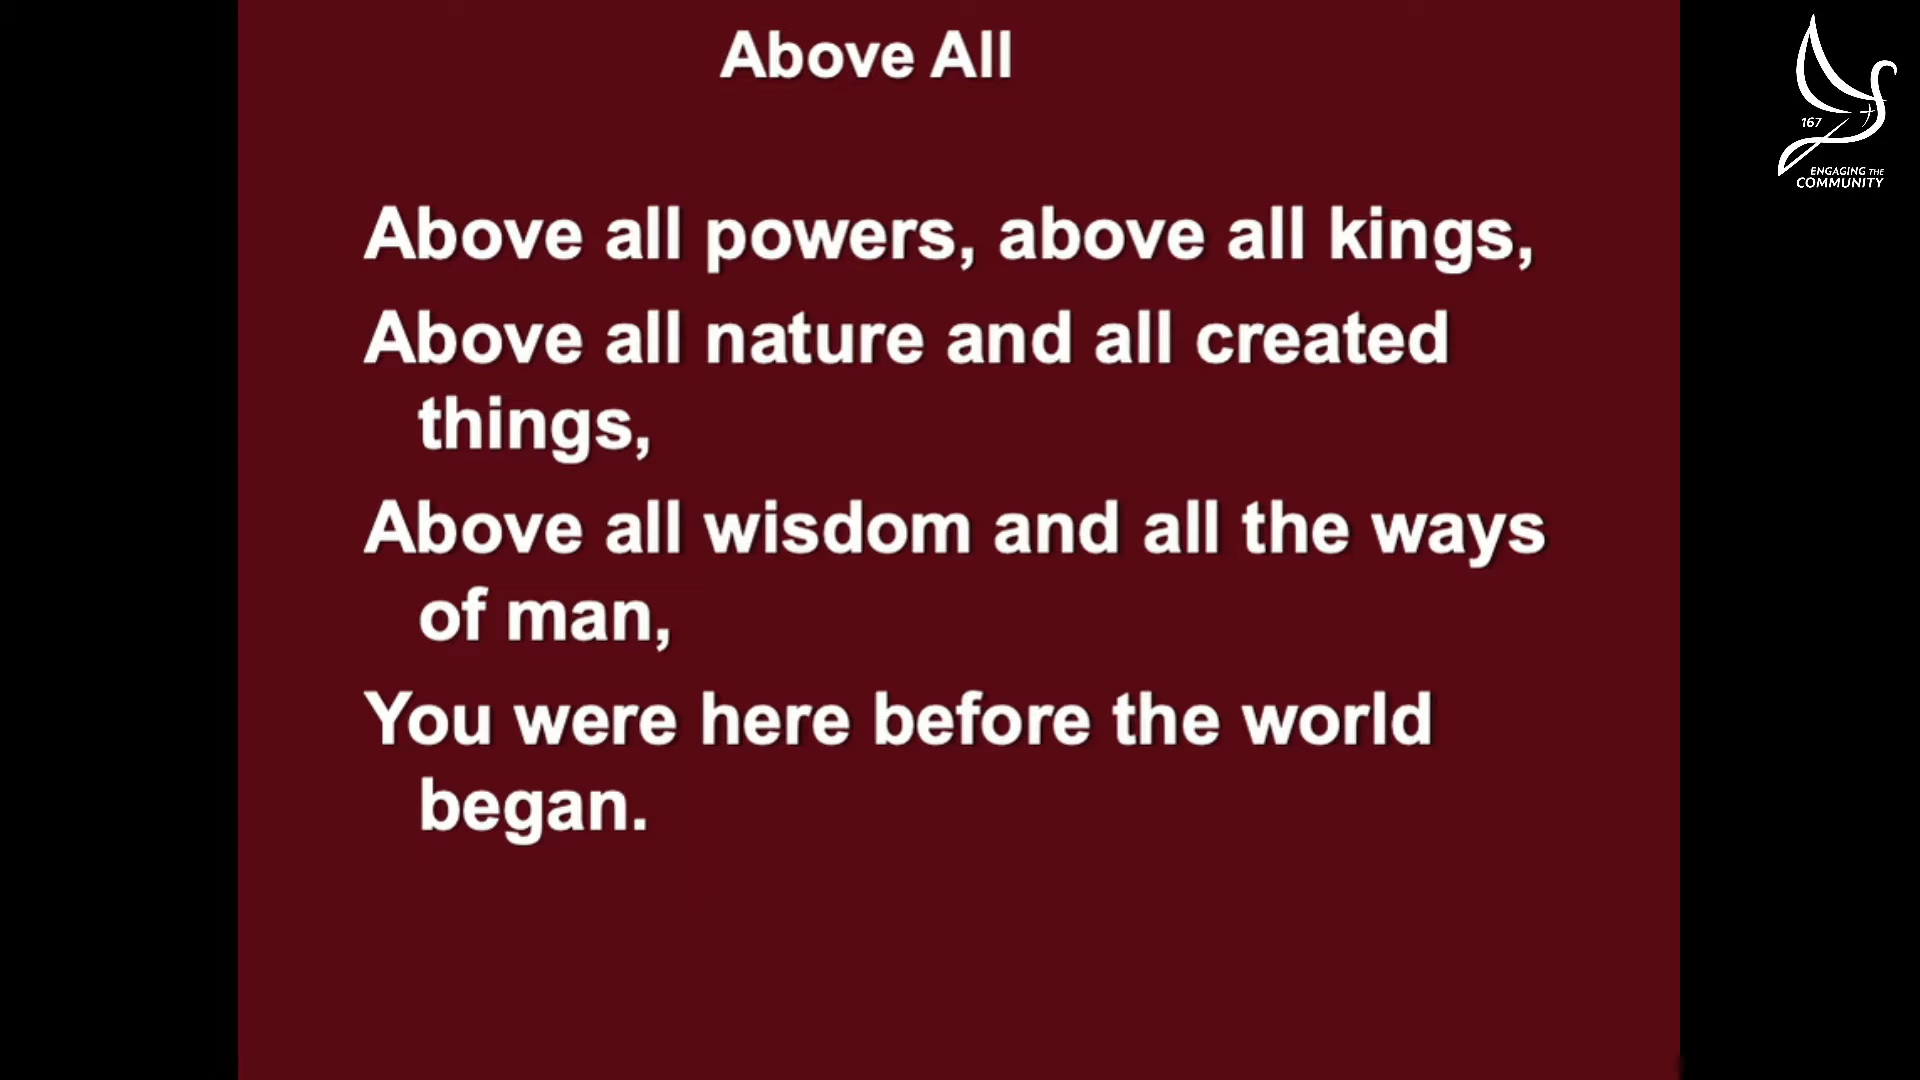 Above All
167
ENGAGING THE
COMMUNITY
Above all powers, above all kings,
Above all nature and all created
things,
Above all wisdom and all the ways
of man,
You were here before the world
began.